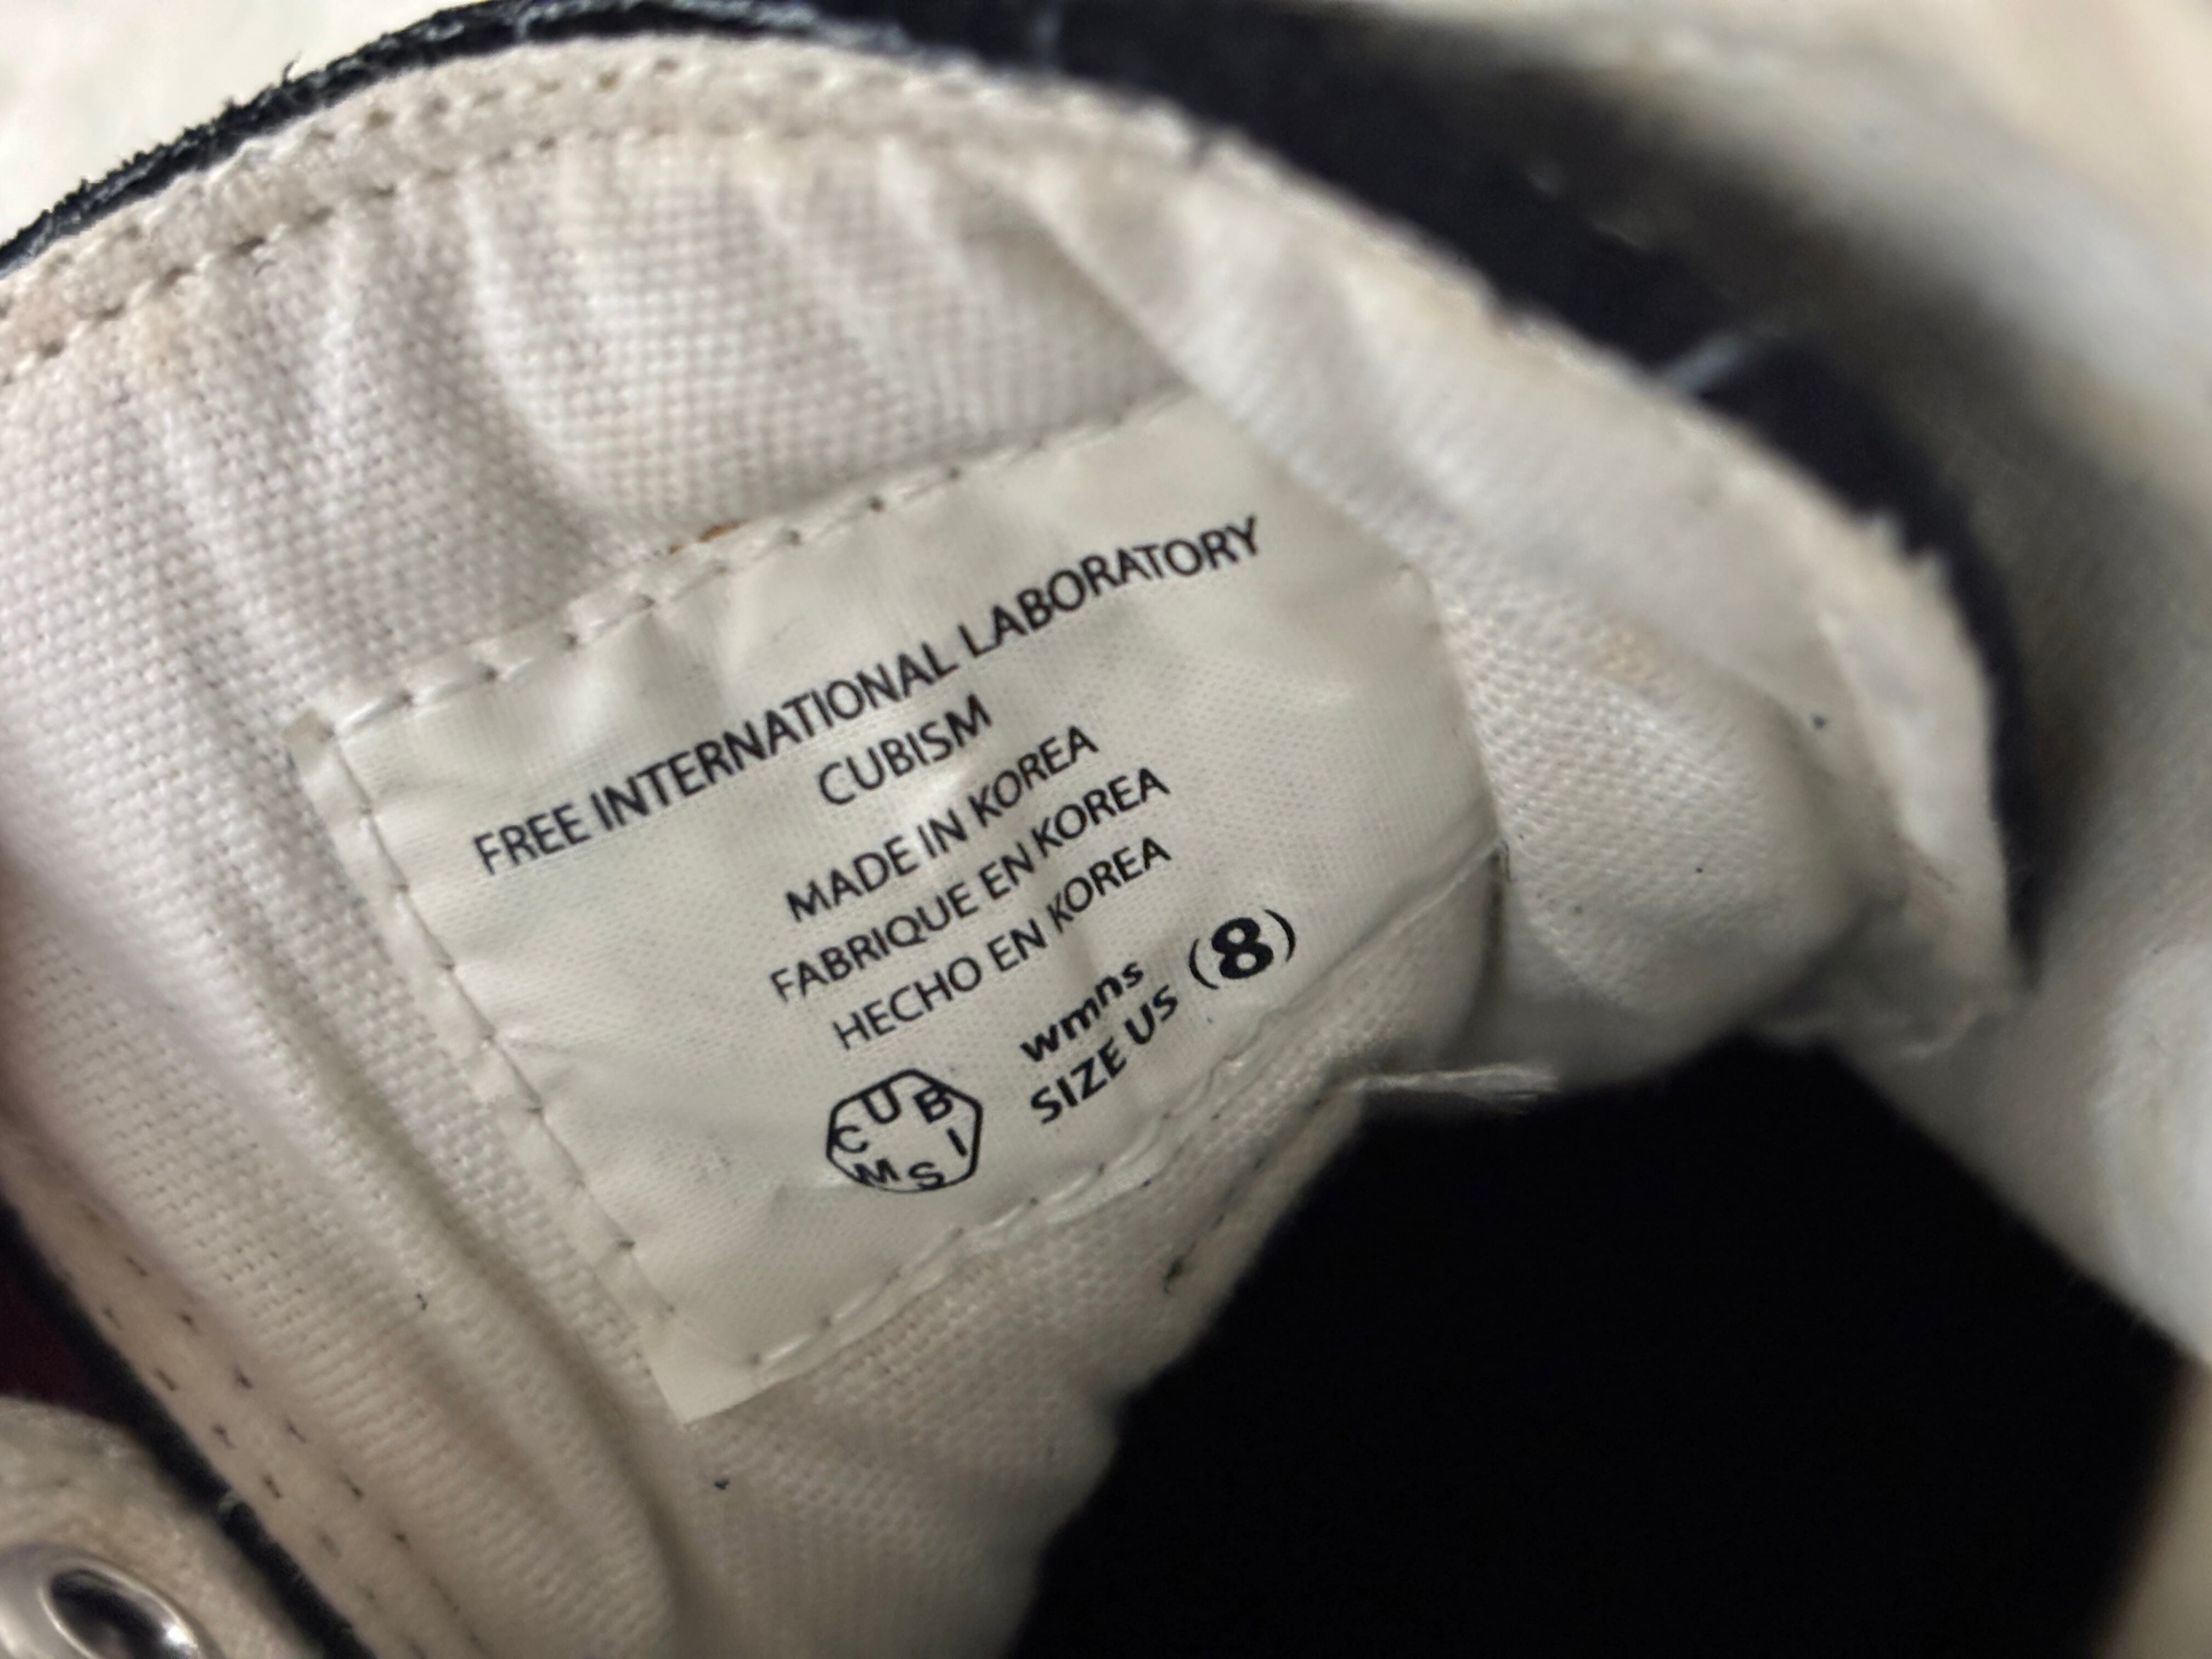 FREE INTERNATIONAL LABORATORY
CUBISM
MADE IN KOREA
FABRIQUE EN KOREA
HECHO EN KOREA
wmns
SIZE US (8)
CUBISM